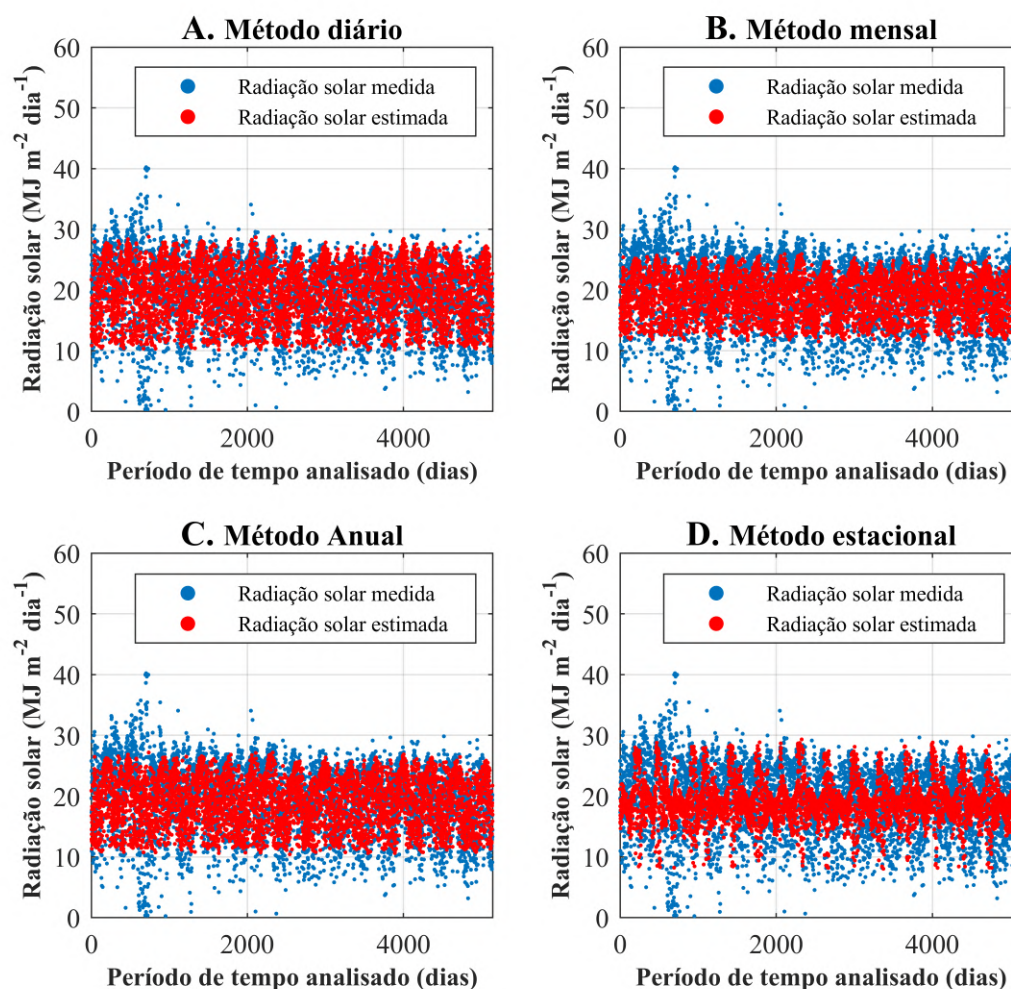 A. Método diário
60
50
40
30
20
10
0
Radiação solar (MJ m⁻² dia⁻¹)
Radiação solar medida
Radiação solar estimada
0 2000 4000
Período de tempo analisado (dias)
B. Método mensal
60
50
40
30
20
10
0
Radiação solar (MJ m⁻² dia⁻¹)
Radiação solar medida
Radiação solar estimada
0 2000 4000
Período de tempo analisado (dias)
C. Método Anual
60
50
40
30
20
10
0
Radiação solar (MJ m⁻² dia⁻¹)
Radiação solar medida
Radiação solar estimada
0 2000 4000
Período de tempo analisado (dias)
D. Método estacional
60
50
40
30
20
10
0
Radiação solar (MJ m⁻² dia⁻¹)
Radiação solar medida
Radiação solar estimada
0 2000 4000
Período de tempo analisado (dias)